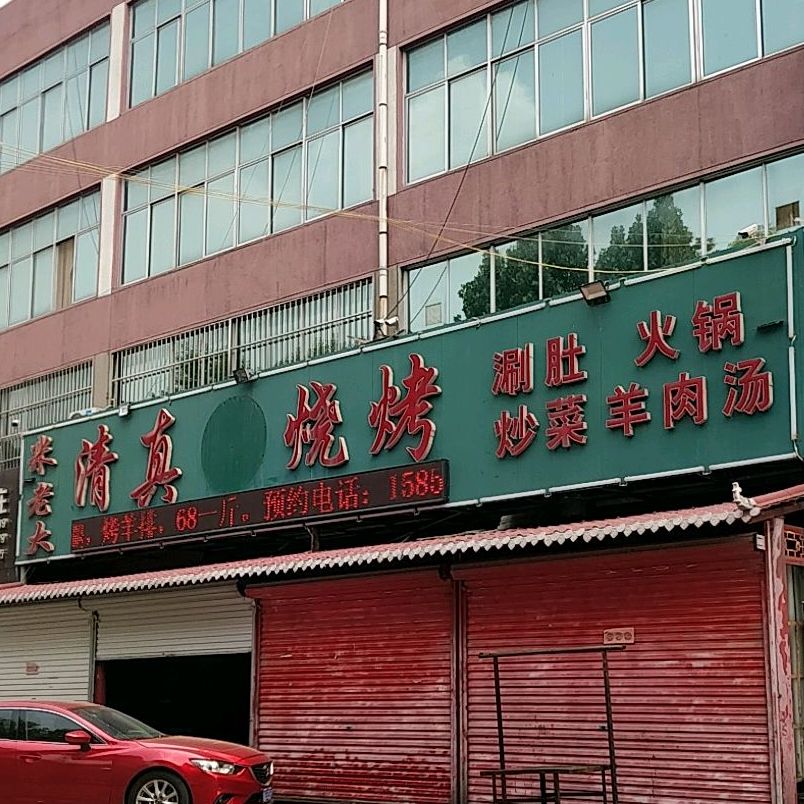 米老大
清真 烧烤
涮肚 火锅
炒菜羊肉汤
腿，烤羊排，68一斤。预约电话：1585